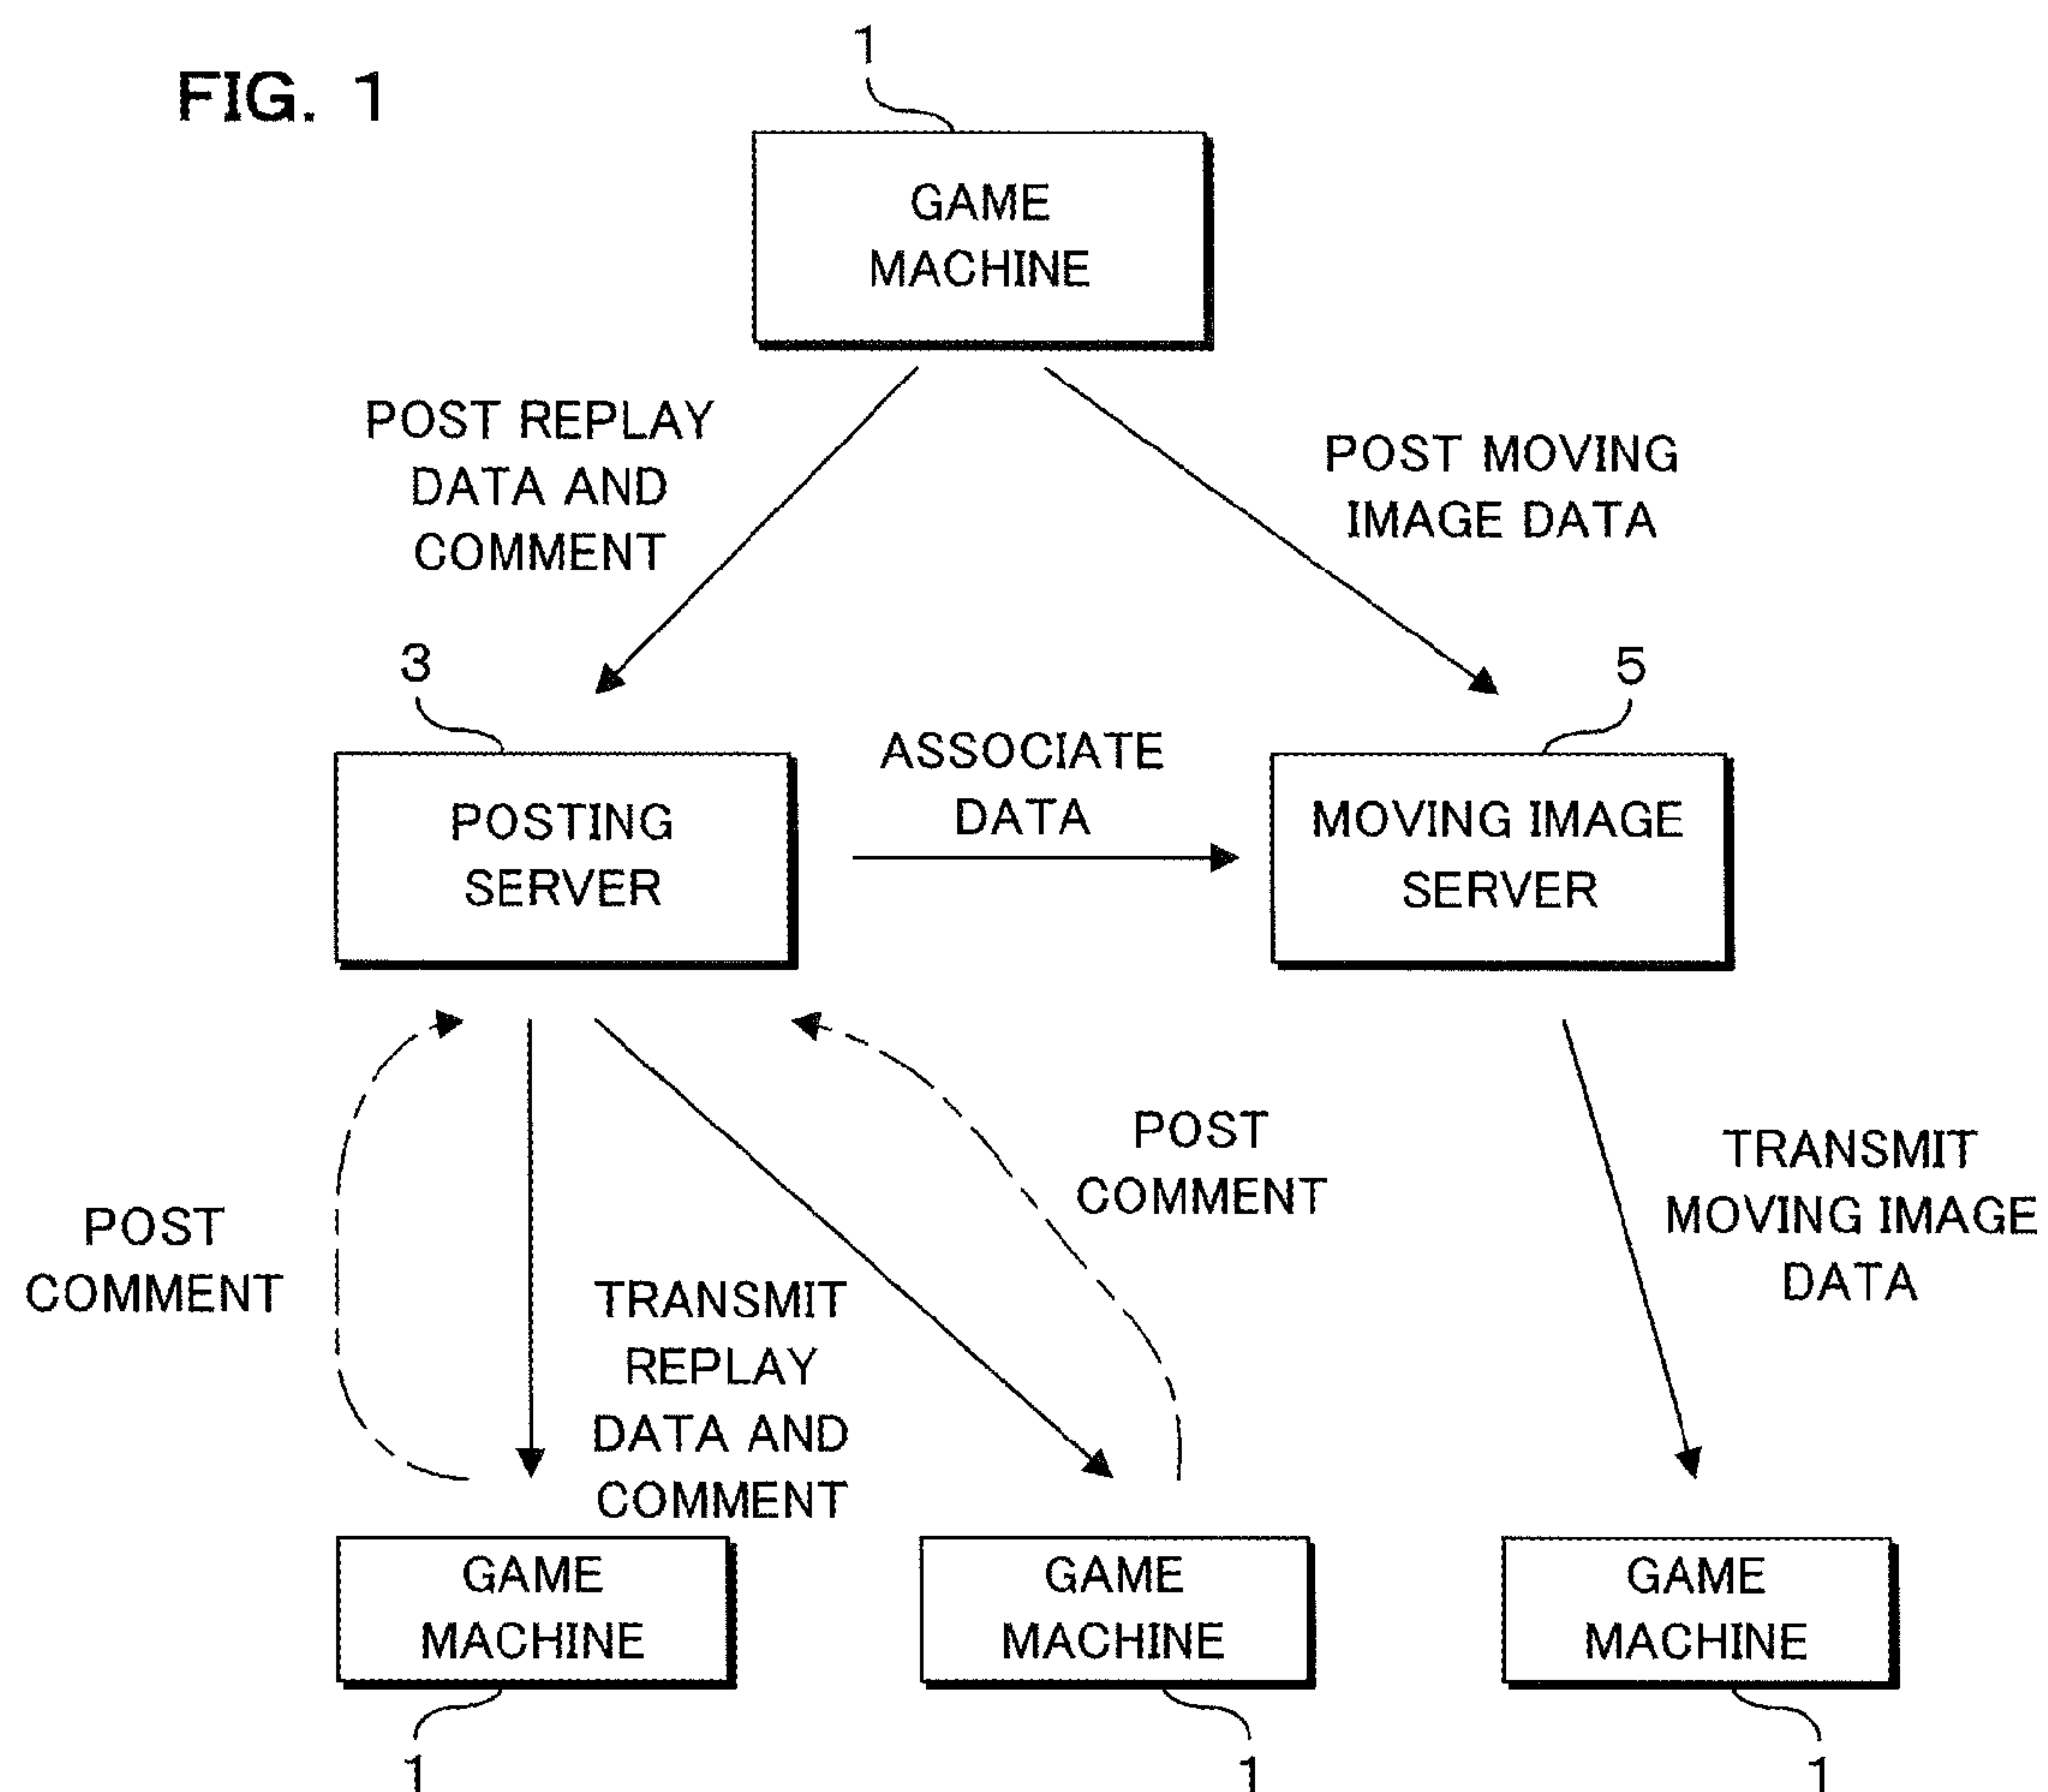 FIG. 1
1
GAME
MACHINE
POST REPLAY
DATA AND
COMMENT
POST MOVING
IMAGE DATA
3
5
ASSOCIATE
DATA
POSTING
SERVER
MOVING IMAGE
SERVER
POST
COMMENT
TRANSMIT
REPLAY
DATA AND
COMMENT
POST
COMMENT
TRANSMIT
MOVING IMAGE
DATA
GAME
MACHINE
GAME
MACHINE
GAME
MACHINE
1
1
1